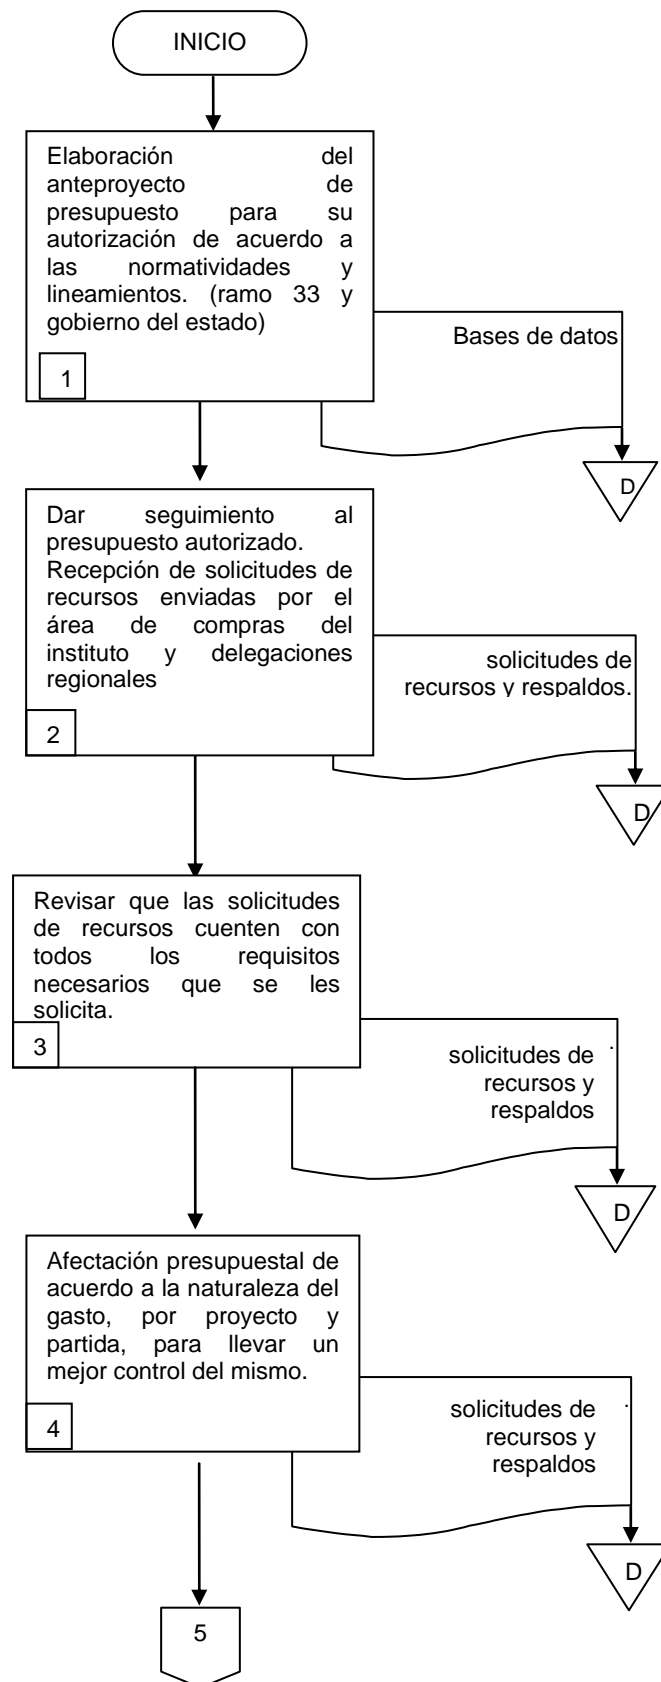 INICIO
Elaboración del
anteproyecto de
presupuesto para su
autorización de acuerdo a
las normatividades y
lineamientos. (ramo 33 y
gobierno del estado)
1
Bases de datos
D
Dar seguimiento al
presupuesto autorizado.
Recepción de solicitudes de
recursos enviadas por el
área de compras del
instituto y delegaciones
regionales
2
solicitudes de
recursos y respaldos.
D
Revisar que las solicitudes
de recursos cuenten con
todos los requisitos
necesarios que se les
solicita.
3
solicitudes de
recursos y
respaldos
.
D
Afectación presupuestal de
acuerdo a la naturaleza del
gasto, por proyecto y
partida, para llevar un
mejor control del mismo.
4
solicitudes de
recursos y
respaldos
.
D
5